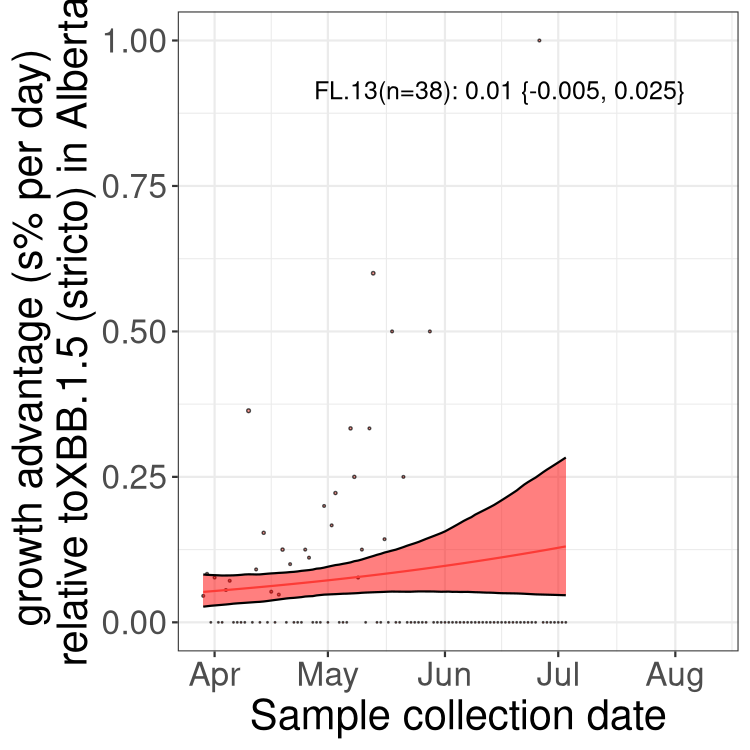 growth advantage (s% per day)
relative toXBB.1.5 (stricto) in Alberta
1.00
0.75
0.50
0.25
0.00
FL.13(n=38): 0.01 {-0.005, 0.025}
Apr May Jun Jul Aug
Sample collection date